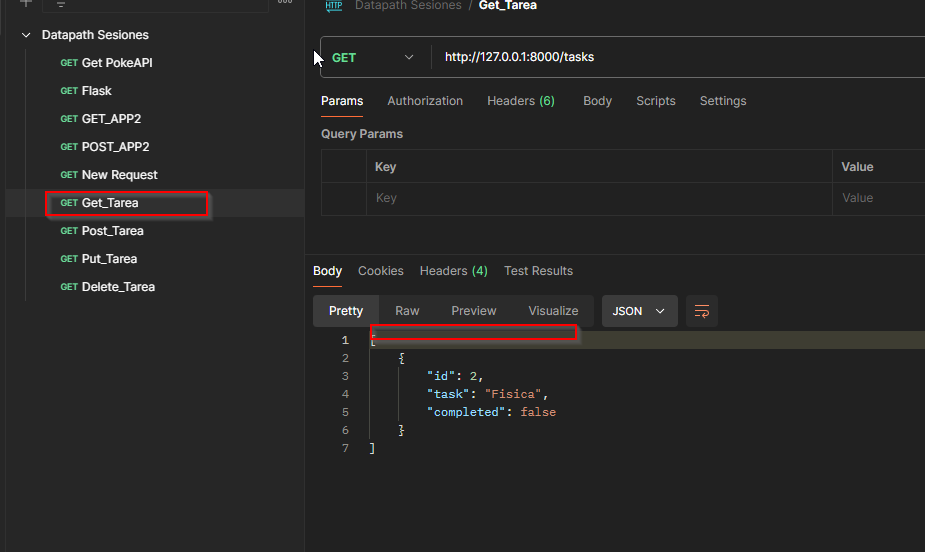 HTTP Datapath Sesiones / Get_Tarea
Datapath Sesiones
GET Get PokeAPI
GET Flask
GET GET_APP2
GET POST_APP2
GET New Request
GET Get_Tarea
GET Post_Tarea
GET Put_Tarea
GET Delete_Tarea
GET http://127.0.0.1:8000/tasks
Params Authorization Headers (6) Body Scripts Settings
Query Params
Key Value
Key Value
Body Cookies Headers (4) Test Results
Pretty Raw Preview Visualize JSON
1 [
2 {
3 "id": 2,
4 "task": "Fisica",
5 "completed": false
6 }
7 ]